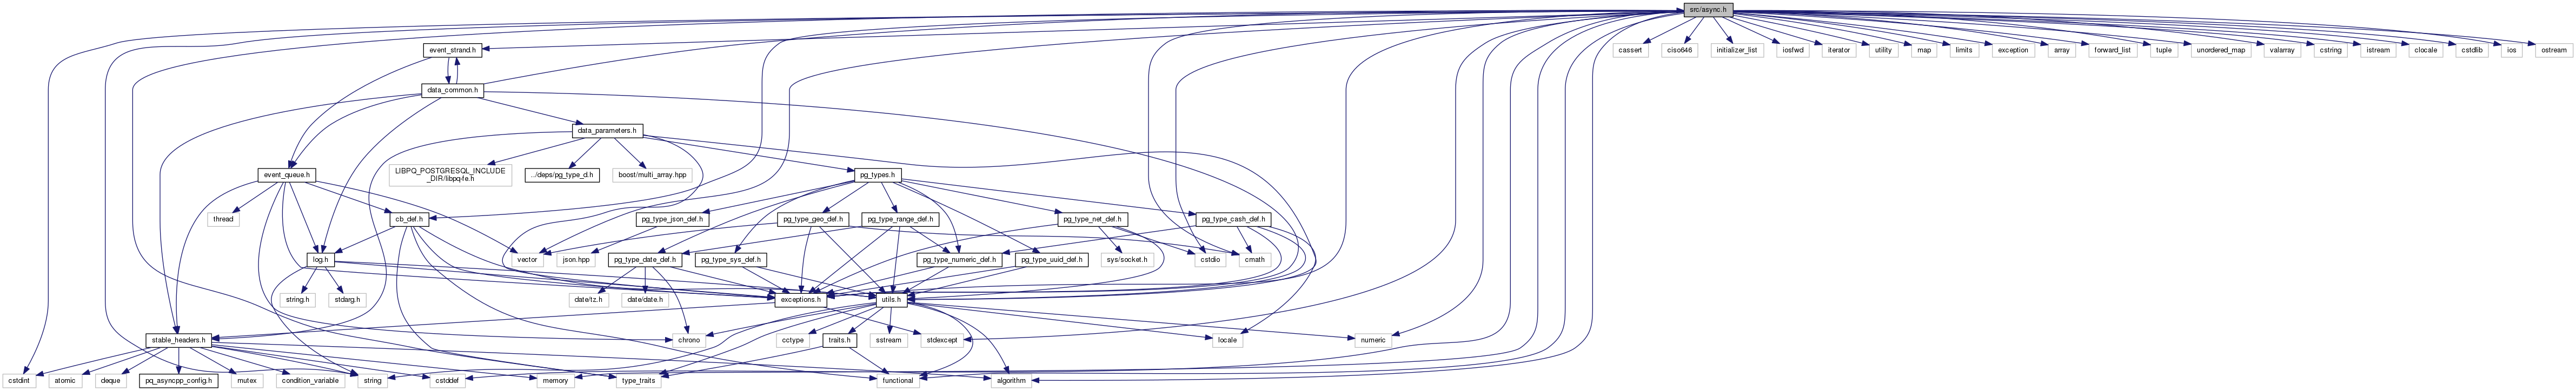 src/async.h
event_strand.h
cassert
ciso646
initializer_list
iosfwd
iterator
utility
map
limits
exception
array
forward_list
tuple
unordered_map
valarray
cstring
istream
clocale
cstdlib
ios
ostream
data_common.h
data_parameters.h
event_queue.h
LIBPQ_POSTGRESQL_INCLUDE
_DIR/libpq-fe.h
../deps/pg_type_d.h
boost/multi_array.hpp
pg_types.h
thread
cb_def.h
pg_type_json_def.h
pg_type_geo_def.h
pg_type_range_def.h
pg_type_net_def.h
pg_type_cash_def.h
log.h
vector
json.hpp
pg_type_date_def.h
pg_type_sys_def.h
pg_type_numeric_def.h
pg_type_uuid_def.h
sys/socket.h
cstdio
cmath
string.h
stdarg.h
date/tz.h
date/date.h
exceptions.h
utils.h
stable_headers.h
chrono
cctype
traits.h
sstream
stdexcept
locale
numeric
cstdint
atomic
deque
pq_asyncpp_config.h
mutex
condition_variable
string
cstddef
memory
type_traits
functional
algorithm